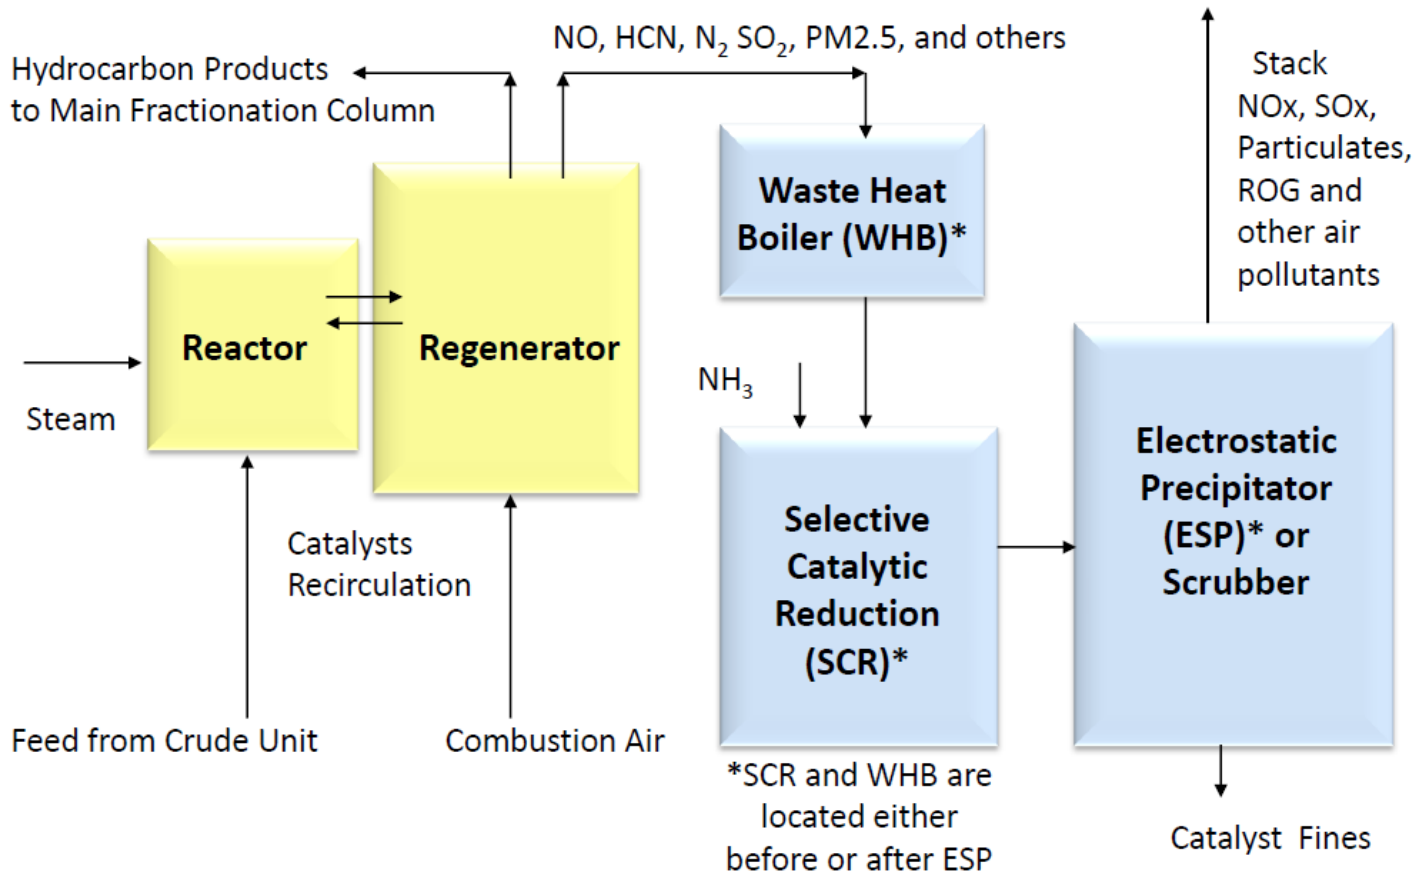 NO, HCN, N2 SO2, PM2.5, and others
Hydrocarbon Products
to Main Fractionation Column
Stack
NOx, SOx,
Particulates,
ROG and
other air
pollutants
Waste Heat
Boiler (WHB)*
Reactor
Regenerator
Steam
NH3
Electrostatic
Precipitator
(ESP)* or
Scrubber
Selective
Catalytic
Reduction
(SCR)*
Catalysts
Recirculation
Feed from Crude Unit
Combustion Air
*SCR and WHB are
located either
before or after ESP
Catalyst Fines